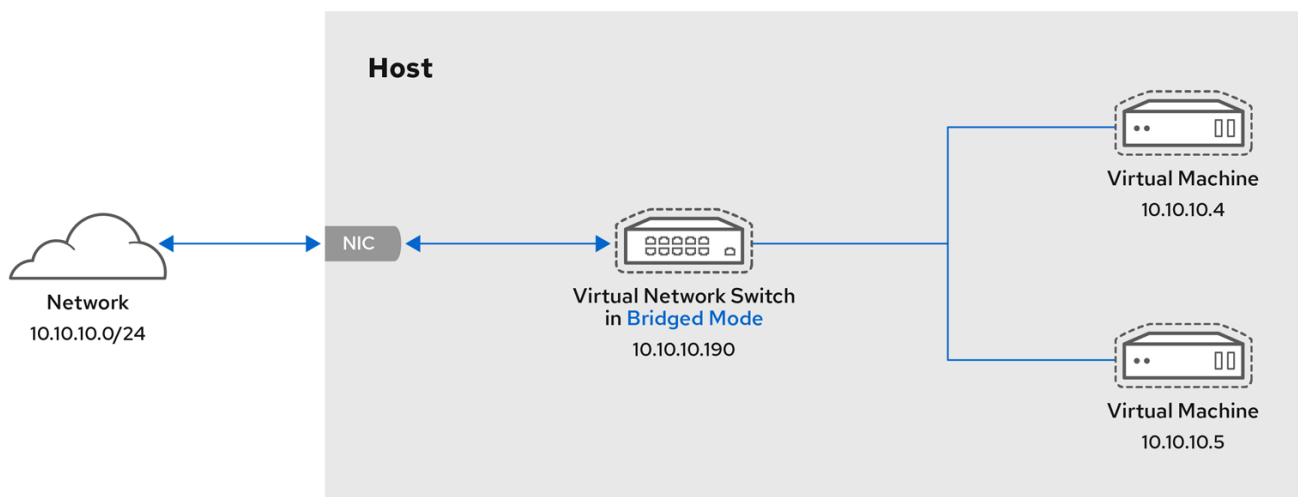 Host
Virtual Machine
10.10.10.4
NIC
Network
10.10.10.0/24
Virtual Network Switch
in Bridged Mode
10.10.10.190
Virtual Machine
10.10.10.5